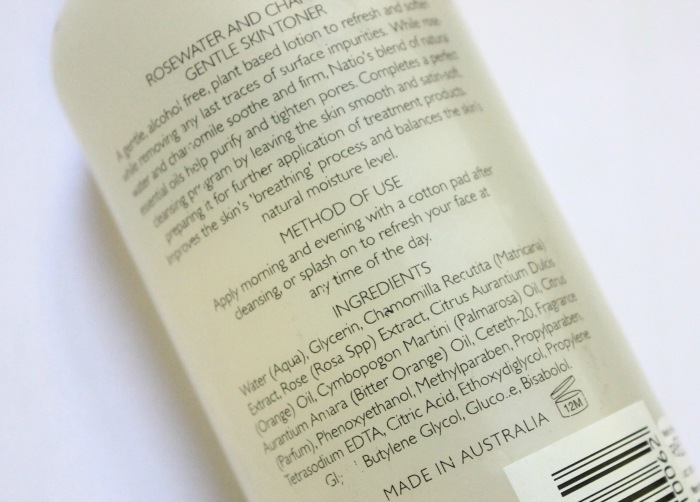 ROSEWATER AND CHA
GENTLE SKIN TONER
A gentle, alcohol free, plant based lotion to refresh and soften
while removing any last traces of surface impurities. While rose
water and chamomile soothe and firm, Natio's blend of natural
essential oils help purify and tighten pores. Completes a perfect
cleansing pr gram by leaving the skin smooth and satin-soft,
preparing it for further application of treatment products.
Improves the skin's 'breathing' process and balances the skin's
natural moisture level.
METHOD OF USE
Apply morning and evening with a cotton pad after
cleansing, or splash on to refresh your face at
any time of the day.
INGREDIENTS
Water (Aqua), Glycerin, Chamomilla Recutita (Matricaria)
Extract, Rose (Rosa Spp) Extract, Citrus Aurantium Dulcis
(Orange) Oil, Cymbopogon Martini (Palmarosa) Oil, Citrus
Aurantium Amara (Bitter Orange) Oil, Ceteth-20, Fragrance
(Parfum), Phenoxyethanol, Methylparaben, Propylparaben,
Tetrasodium EDTA, Citric Acid, Ethoxydiglycol, Propylene
Gl, Butylene Glycol, Gluco e, Bisabolol.
MADE IN AUSTRALIA
12M